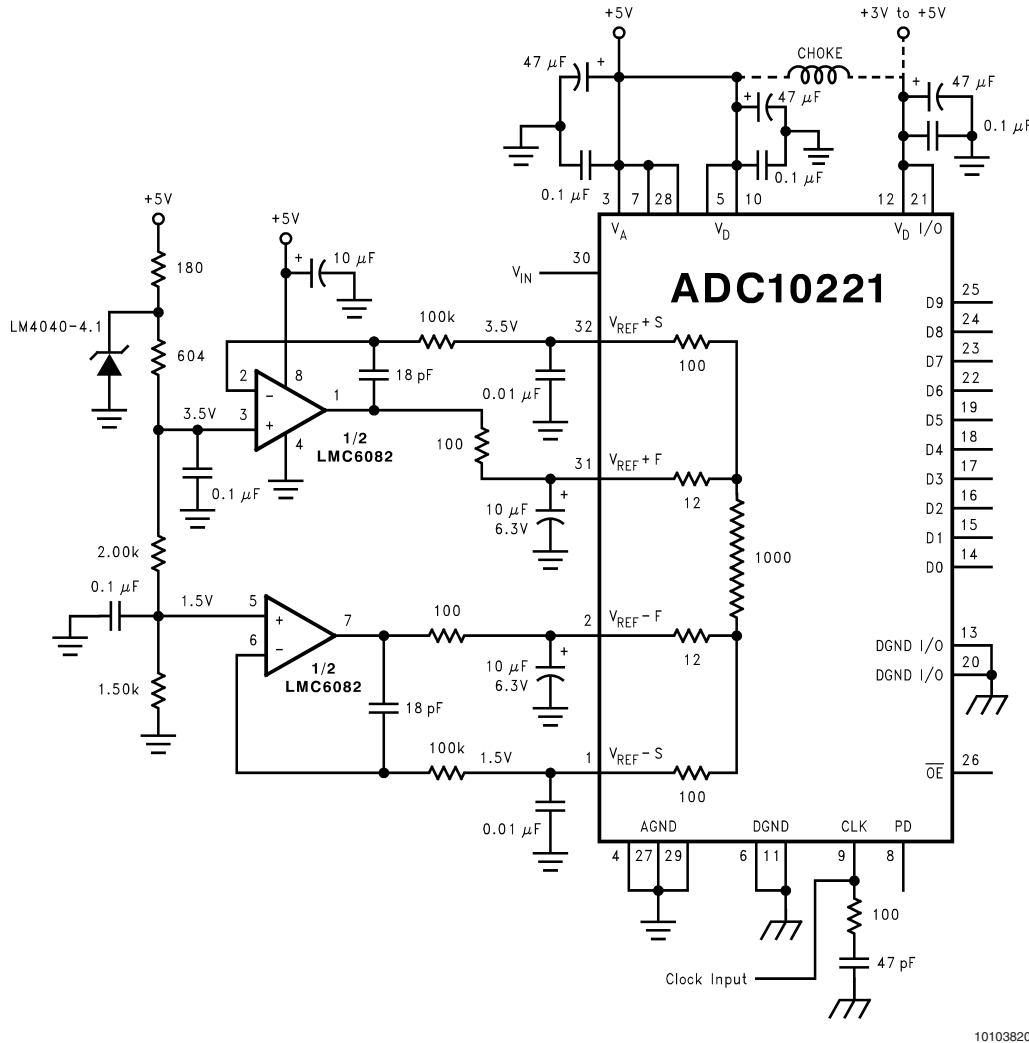 +5V
+3V to +5V
CHOKE
47 μF
+
+
47 μF
+
47 μF
0.1 μF
0.1 μF
0.1 μF
3
7
28
5
10
12
21
V_A
V_D
V_D I/O
+5V
+5V
180
+
10 μF
30
V_IN
ADC10221
LM4040-4.1
604
100k
3.5V
32
V_REF+S
100
18 pF
0.01 μF
2
8
1
3.5V
3
−
+
4
1/2
LMC6082
100
31
V_REF+F
12
0.1 μF
+
10 μF
6.3V
1000
D9
25
D8
24
D7
23
D6
22
D5
19
D4
18
D3
17
D2
16
D1
15
D0
14
2.00k
0.1 μF
1.5V
5
6
+
−
7
1/2
LMC6082
100
2
V_REF−F
12
+
10 μF
6.3V
1.50k
18 pF
100k
1.5V
1
V_REF−S
100
0.01 μF
DGND I/O
13
DGND I/O
20
OE
26
AGND
DGND
CLK
PD
4
27
29
6
11
9
8
100
47 pF
Clock Input
10103820